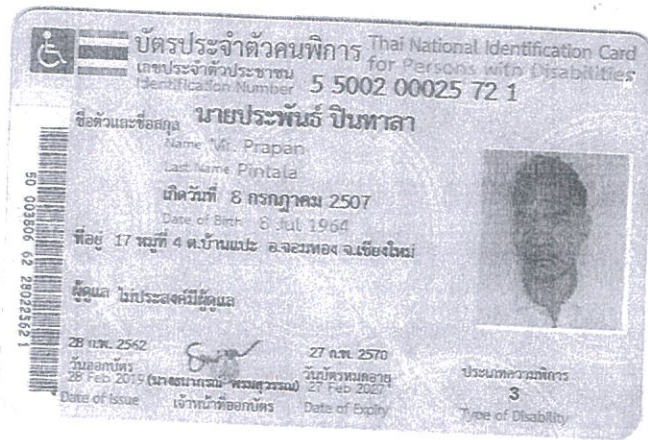 บัตรประจำตัวคนพิการ Thai National Identification Card
เลขประจำตัวประชาชน for Persons with Disabilities
Identification Number 5 5002 00025 72 1
ชื่อตัวและชื่อสกุล นายประพันธ์ ปินทาลา
Name Mr. Prapan
Last Name Pintala
เกิดวันที่ 8 กรกฎาคม 2507
Date of Birth 8 Jul 1964
ที่อยู่ 17 หมู่ที่ 4 ต.บ้านแปะ อ.จอมทอง จ.เชียงใหม่
ผู้ดูแล ไม่ประสงค์มีผู้ดูแล
28 ก.พ. 2562 27 ก.พ. 2570
วันออกบัตร วันบัตรหมดอายุ ประเภทความพิการ
28 Feb 2019 27 Feb 2027 3
Date of Issue เจ้าหน้าที่ออกบัตร Date of Expiry Type of Disability
50 003806 62 28022562 1